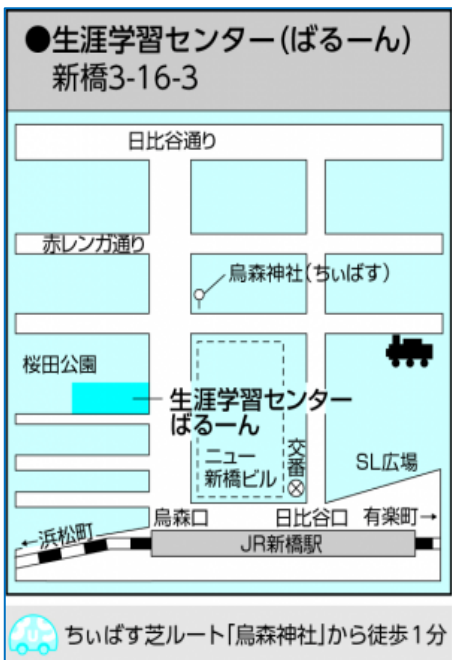 ●生涯学習センター(ばるーん)
新橋3-16-3
日比谷通り
赤レンガ通り
烏森神社(ちぃばす)
桜田公園
生涯学習センター
ばるーん
ニュー
新橋ビル
交番
SL広場
烏森口
日比谷口
有楽町→
←浜松町
JR新橋駅
ちぃばす芝ルート「烏森神社」から徒歩1分